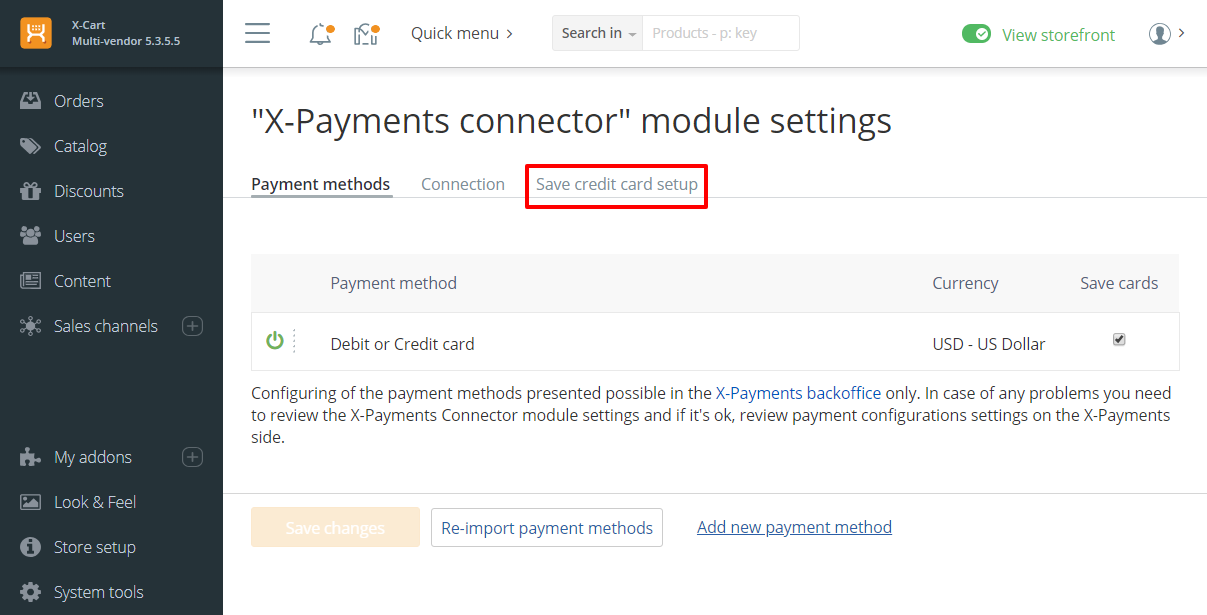 X-Cart
Multi-vendor 5.3.5.5
Quick menu
Search in
Products - p: key
View storefront
Orders
Catalog
Discounts
Users
Content
Sales channels
My addons
Look & Feel
Store setup
System tools
"X-Payments connector" module settings
Payment methods
Connection
Save credit card setup
Payment method
Currency
Save cards
Debit or Credit card
USD - US Dollar
Configuring of the payment methods presented possible in the X-Payments backoffice only. In case of any problems you need
to review the X-Payments Connector module settings and if it's ok, review payment configurations settings on the X-Payments
side.
Save changes
Re-import payment methods
Add new payment method